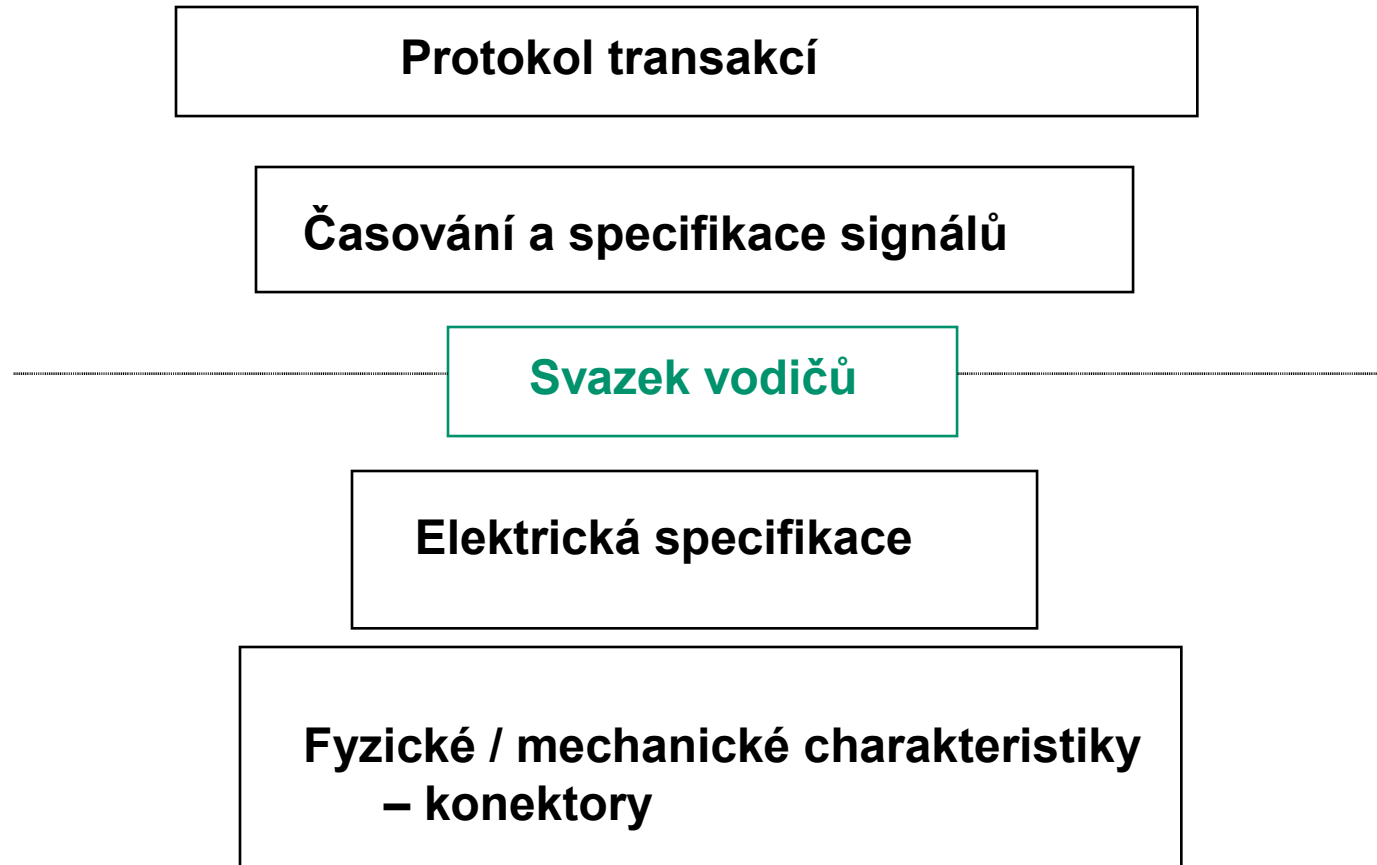 Protokol transakcí
Časování a specifikace signálů
Svazek vodičů
Elektrická specifikace
Fyzické / mechanické charakteristiky
– konektory